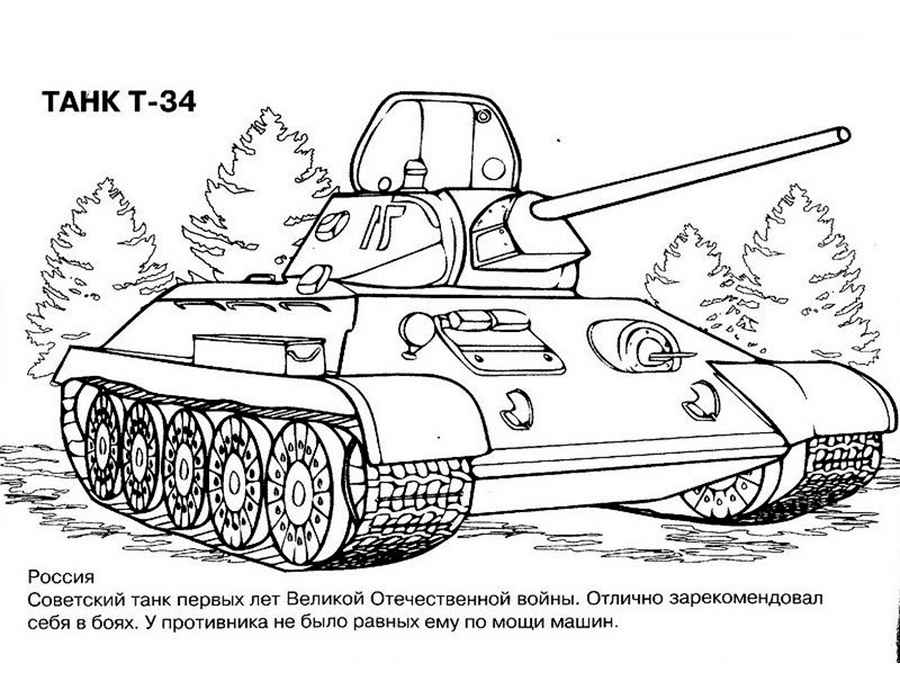 ТАНК Т-34
Россия
Советский танк первых лет Великой Отечественной войны. Отлично зарекомендовал
себя в боях. У противника не было равных ему по мощи машин.